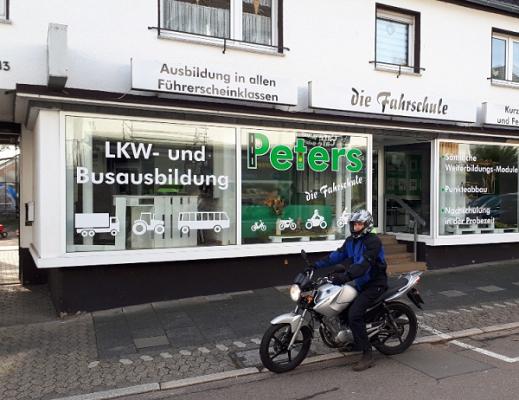 Ausbildung in allen
Führerscheinklassen
die Fahrschule
LKW- und
Busausbildung
Peters
die Fahrschule
Sämtliche
Weiterbildungs-Module
Punkteabbau
Nachschulung
in der Probezeit